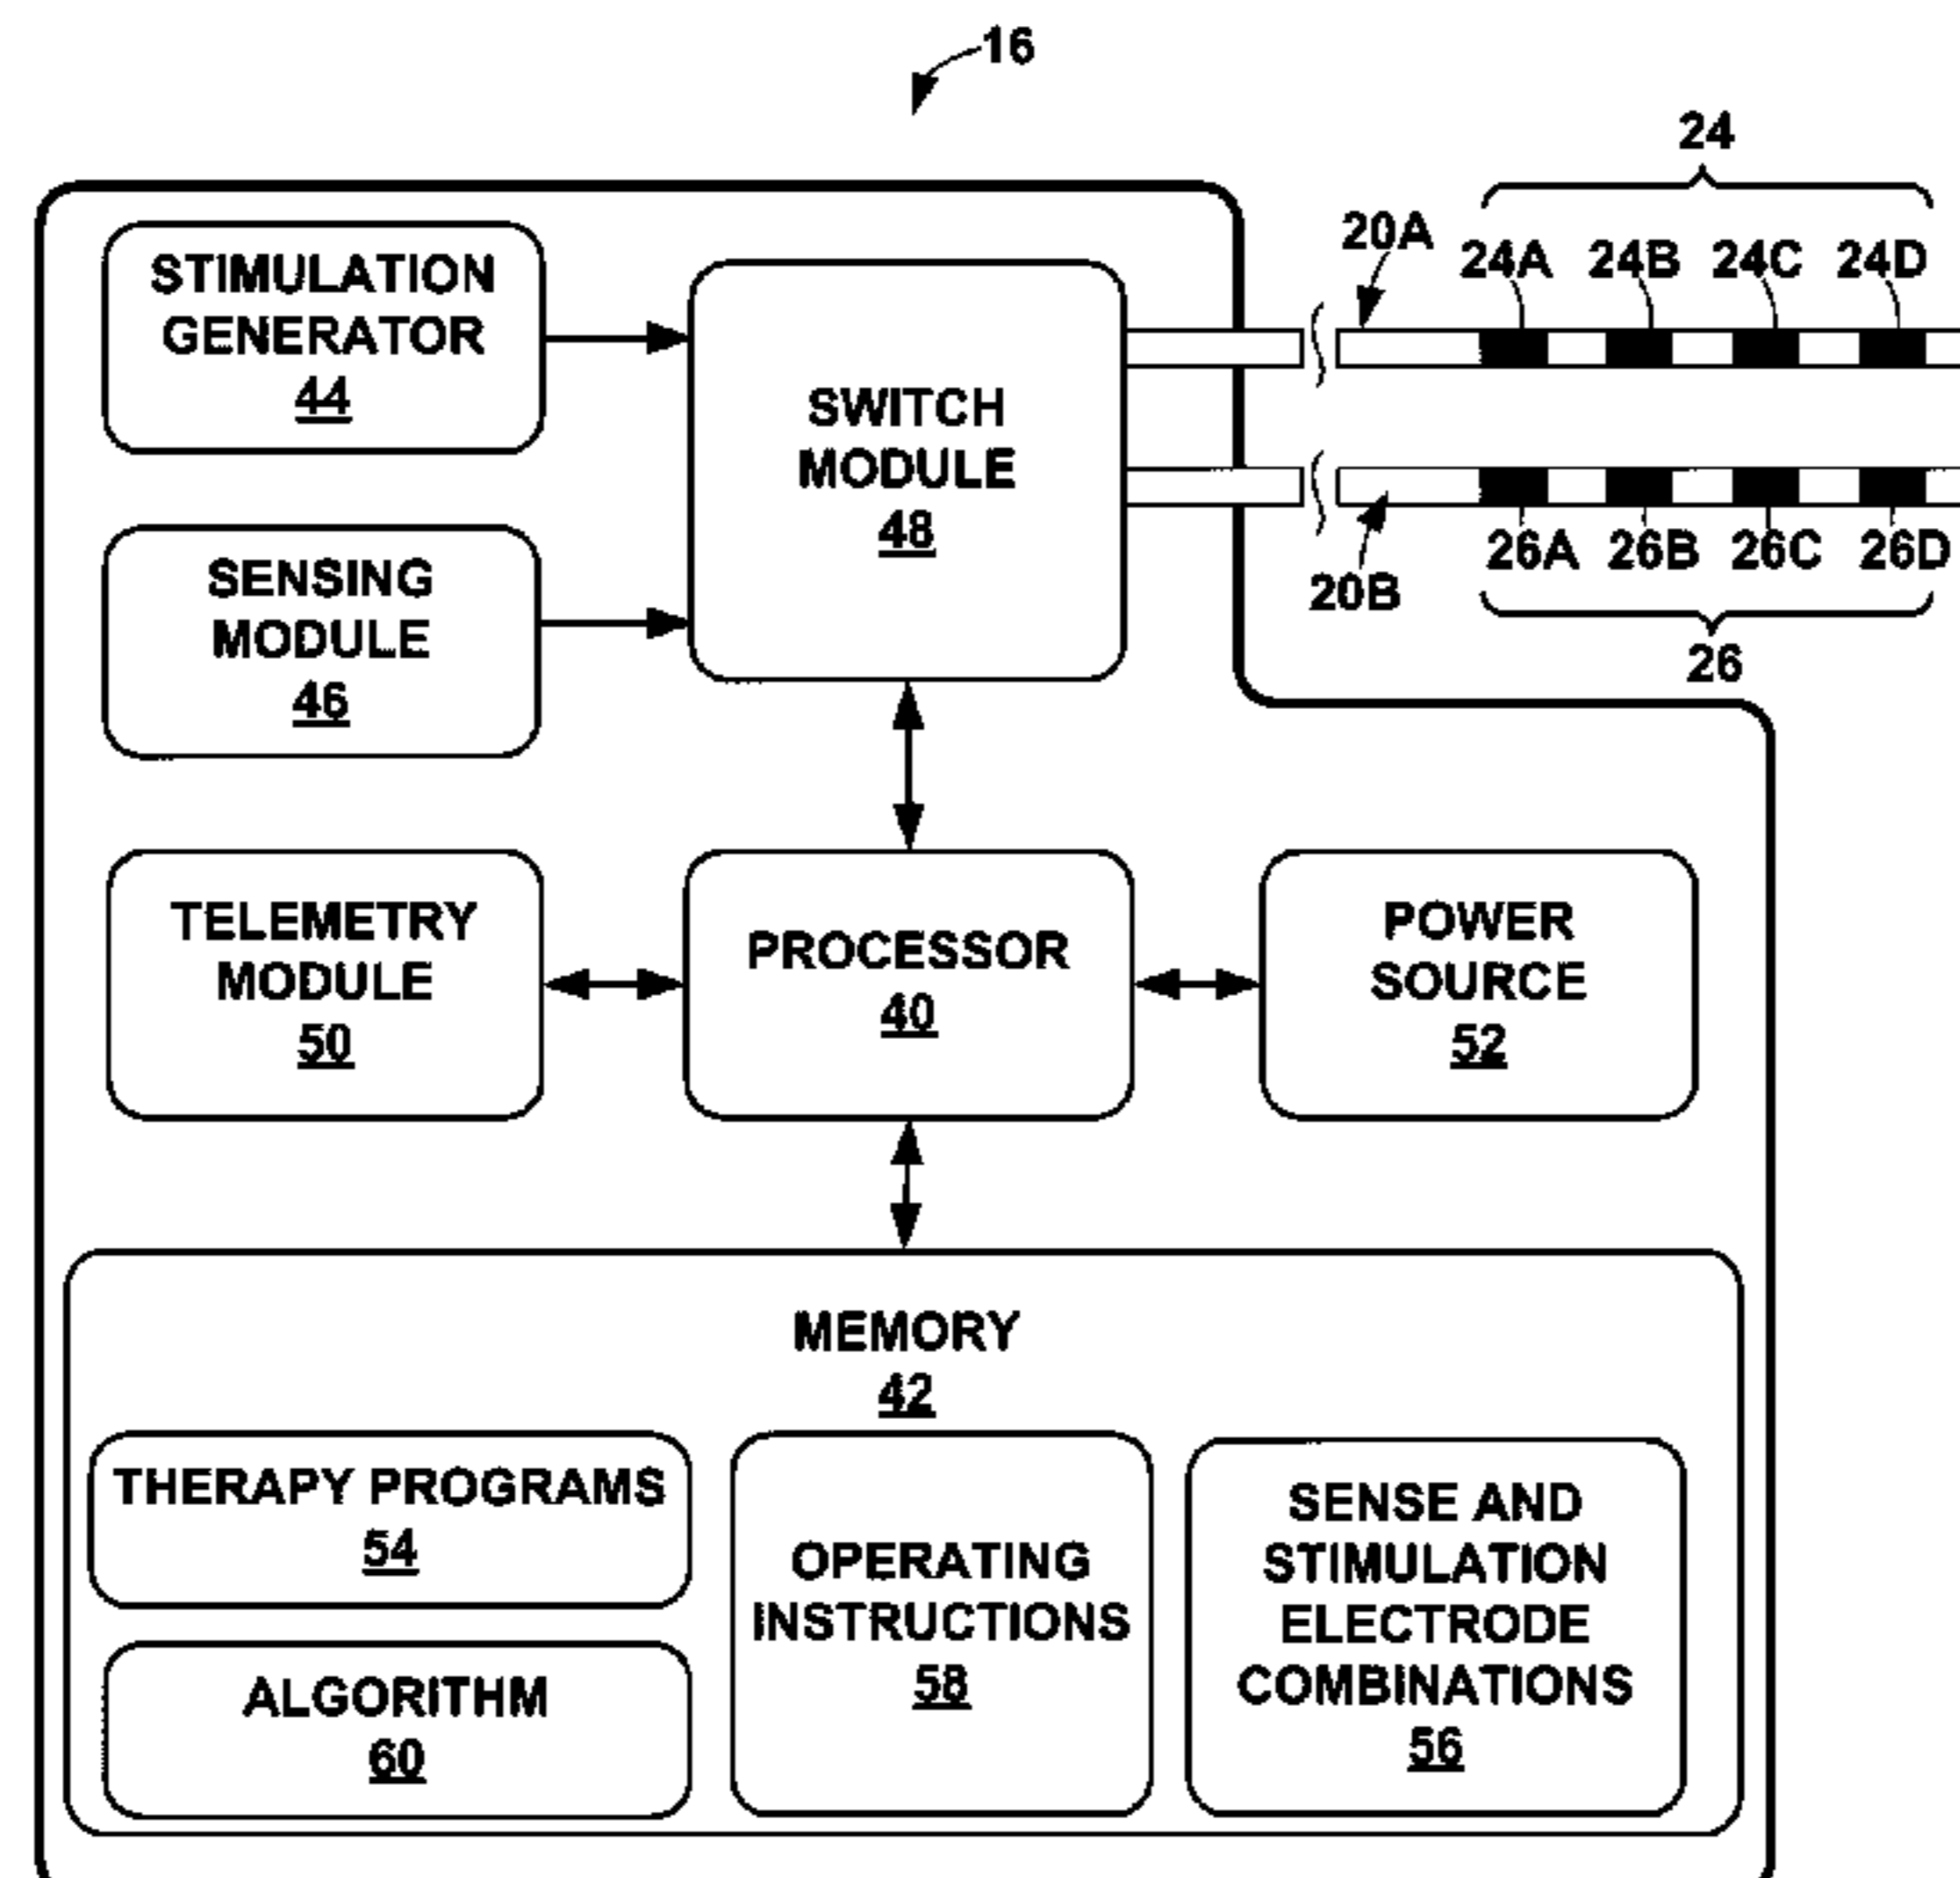 16
24
20A
24A 24B 24C 24D
STIMULATION
GENERATOR
44
SWITCH
MODULE
48
26A 26B 26C 26D
20B
26
SENSING
MODULE
46
TELEMETRY
MODULE
50
PROCESSOR
40
POWER
SOURCE
52
MEMORY
42
THERAPY PROGRAMS
54
ALGORITHM
60
OPERATING
INSTRUCTIONS
58
SENSE AND
STIMULATION
ELECTRODE
COMBINATIONS
56